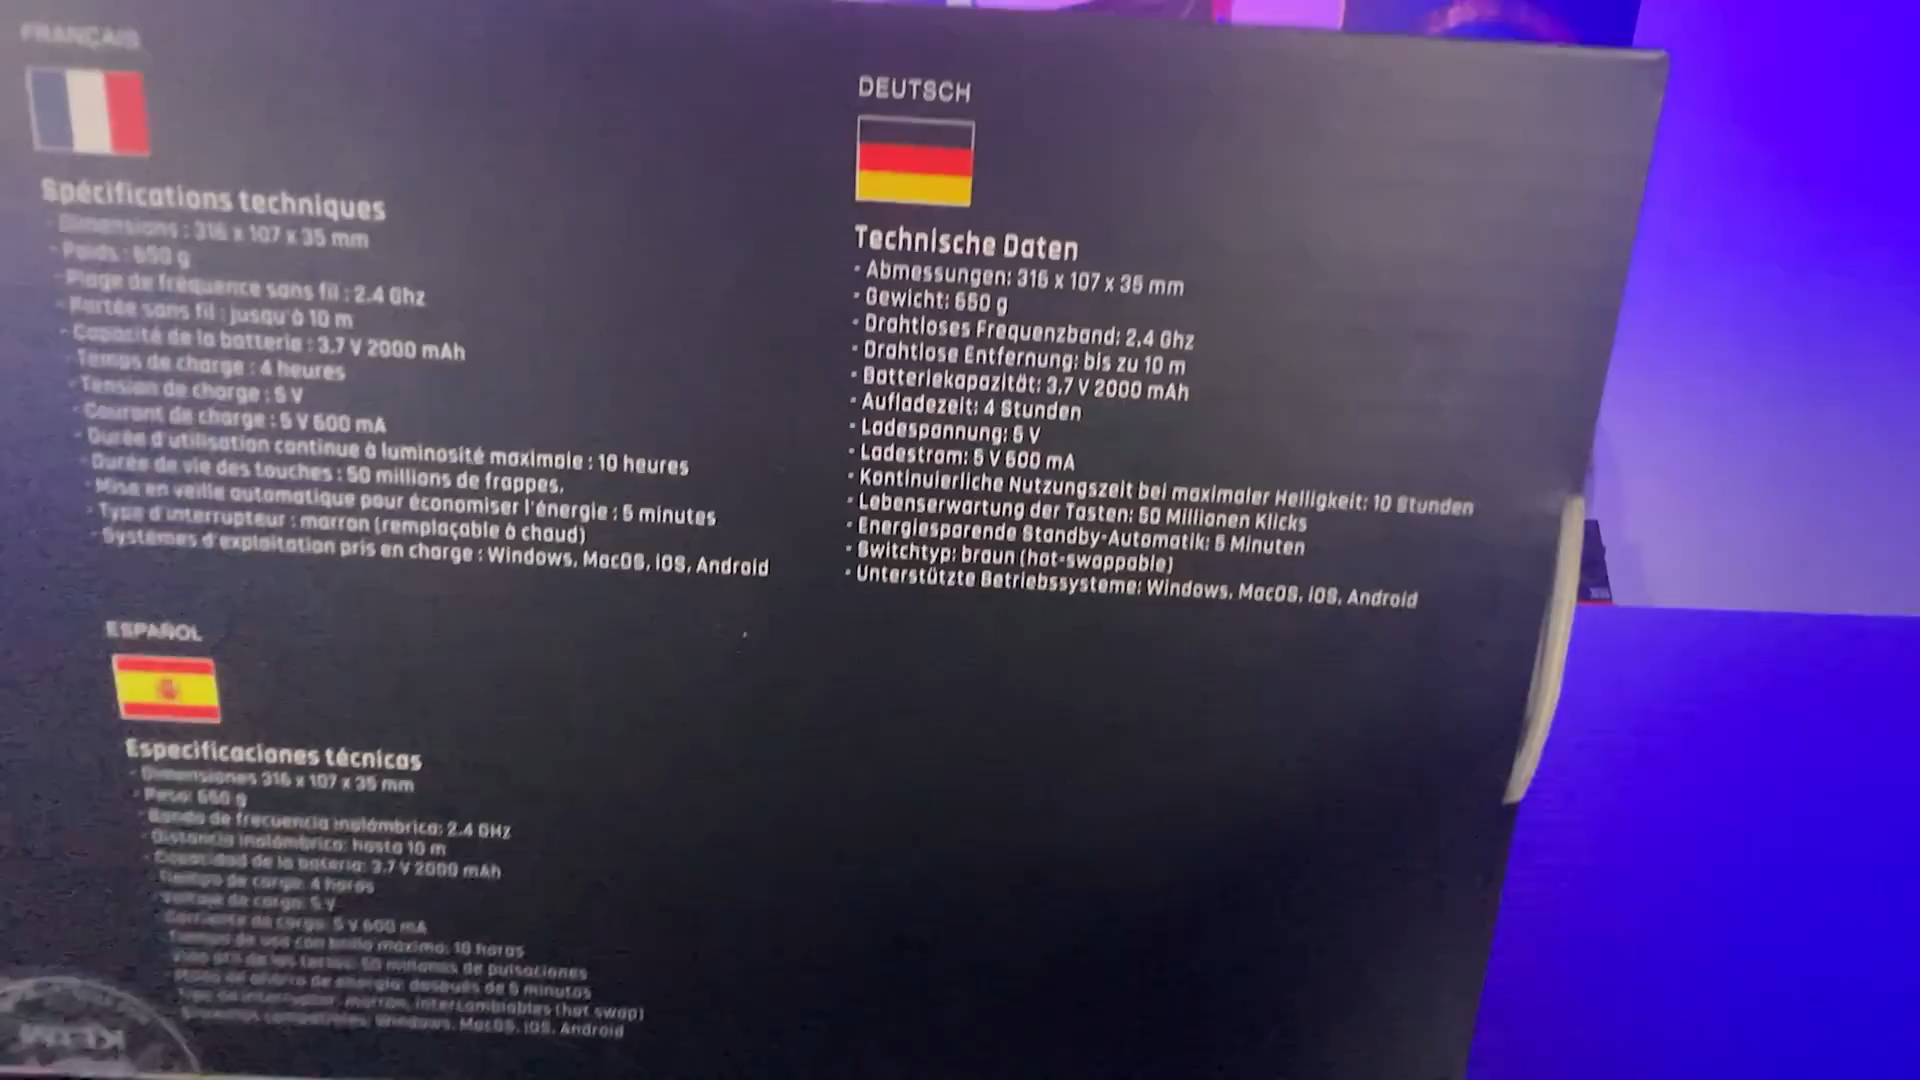 FRANÇAIS
Spécifications techniques
- Dimensions : 316 x 107 x 35 mm
- Poids : 650 g
- Plage de fréquence sans fil : 2.4 Ghz
- Portée sans fil : jusqu'à 10 m
- Capacité de la batterie : 3.7 V 2000 mAh
- Temps de charge : 4 heures
- Tension de charge : 5 V
- Courant de charge : 5 V 600 mA
- Durée d'utilisation continue à luminosité maximale : 10 heures
- Durée de vie des touches : 50 millions de frappes,
- Mise en veille automatique pour économiser l'énergie : 5 minutes
- Type d'interrupteur : marron (remplaçable à chaud)
- Systèmes d'exploitation pris en charge : Windows, MacOS, iOS, Android
DEUTSCH
Technische Daten
- Abmessungen: 316 x 107 x 35 mm
- Gewicht: 650 g
- Drahtloses Frequenzband: 2,4 Ghz
- Drahtlose Entfernung: bis zu 10 m
- Batteriekapazität: 3,7 V 2000 mAh
- Aufladezeit: 4 Stunden
- Ladespannung: 5 V
- Ladestrom: 5 V 600 mA
- Kontinuierliche Nutzungszeit bei maximaler Helligkeit: 10 Stunden
- Lebenserwartung der Tasten: 50 Millionen Klicks
- Energiesparende Standby-Automatik: 5 Minuten
- Switchtyp: braun (hot-swappable)
- Unterstützte Betriebssysteme: Windows, MacOS, iOS, Android
ESPAÑOL
Especificaciones técnicas
- Dimensiones 316 x 107 x 35 mm
- Peso: 650 g
- Banda de frecuencia inalámbrica: 2.4 GHz
- Distancia inalámbrica: hasta 10 m
- Capacidad de la batería: 3.7 V 2000 mAh
- Tiempo de carga: 4 horas
- Voltaje de carga: 5 V
- Corriente de carga: 5 V 600 mA
- Tiempo de uso con brillo máximo: 10 horas
- Vida útil de las teclas: 50 millones de pulsaciones
- Modo de ahorro de energía: después de 5 minutos
- Tipo de interruptor: marrón, intercambiables (hot swap)
- Sistemas compatibles: Windows, MacOS, iOS, Android
KLIM